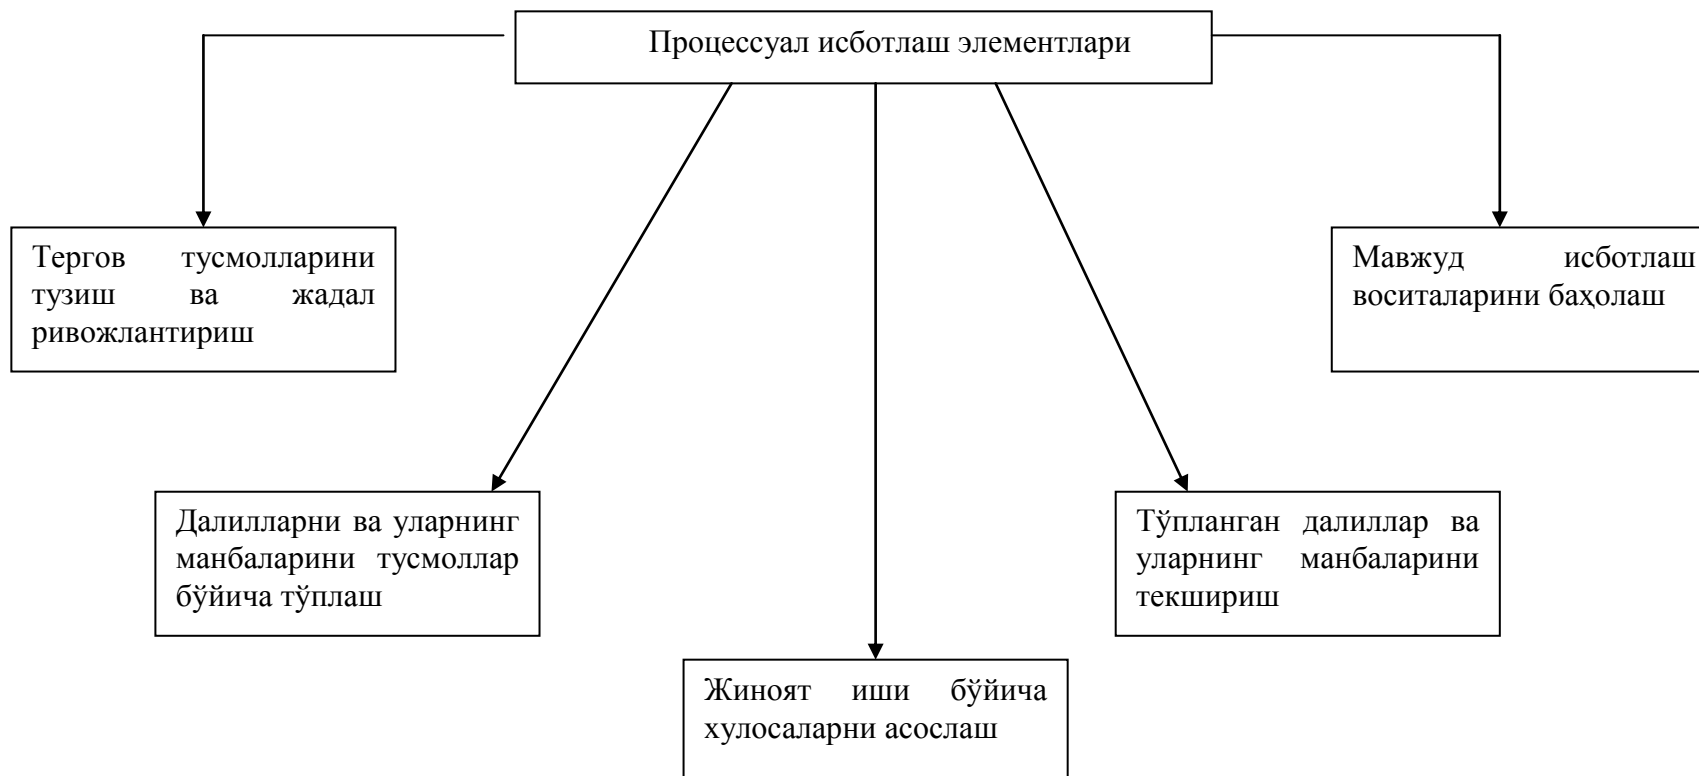 Процессуал исботлаш элементлари
Тергов тусмолларини
тузиш ва жадал
ривожлантириш
Мавжуд исботлаш
воситаларини баҳолаш
Далилларни ва уларнинг
манбаларини тусмоллар
бўйича тўплаш
Тўпланган далиллар ва
уларнинг манбаларини
текшириш
Жиноят иши бўйича
хулосаларни асослаш